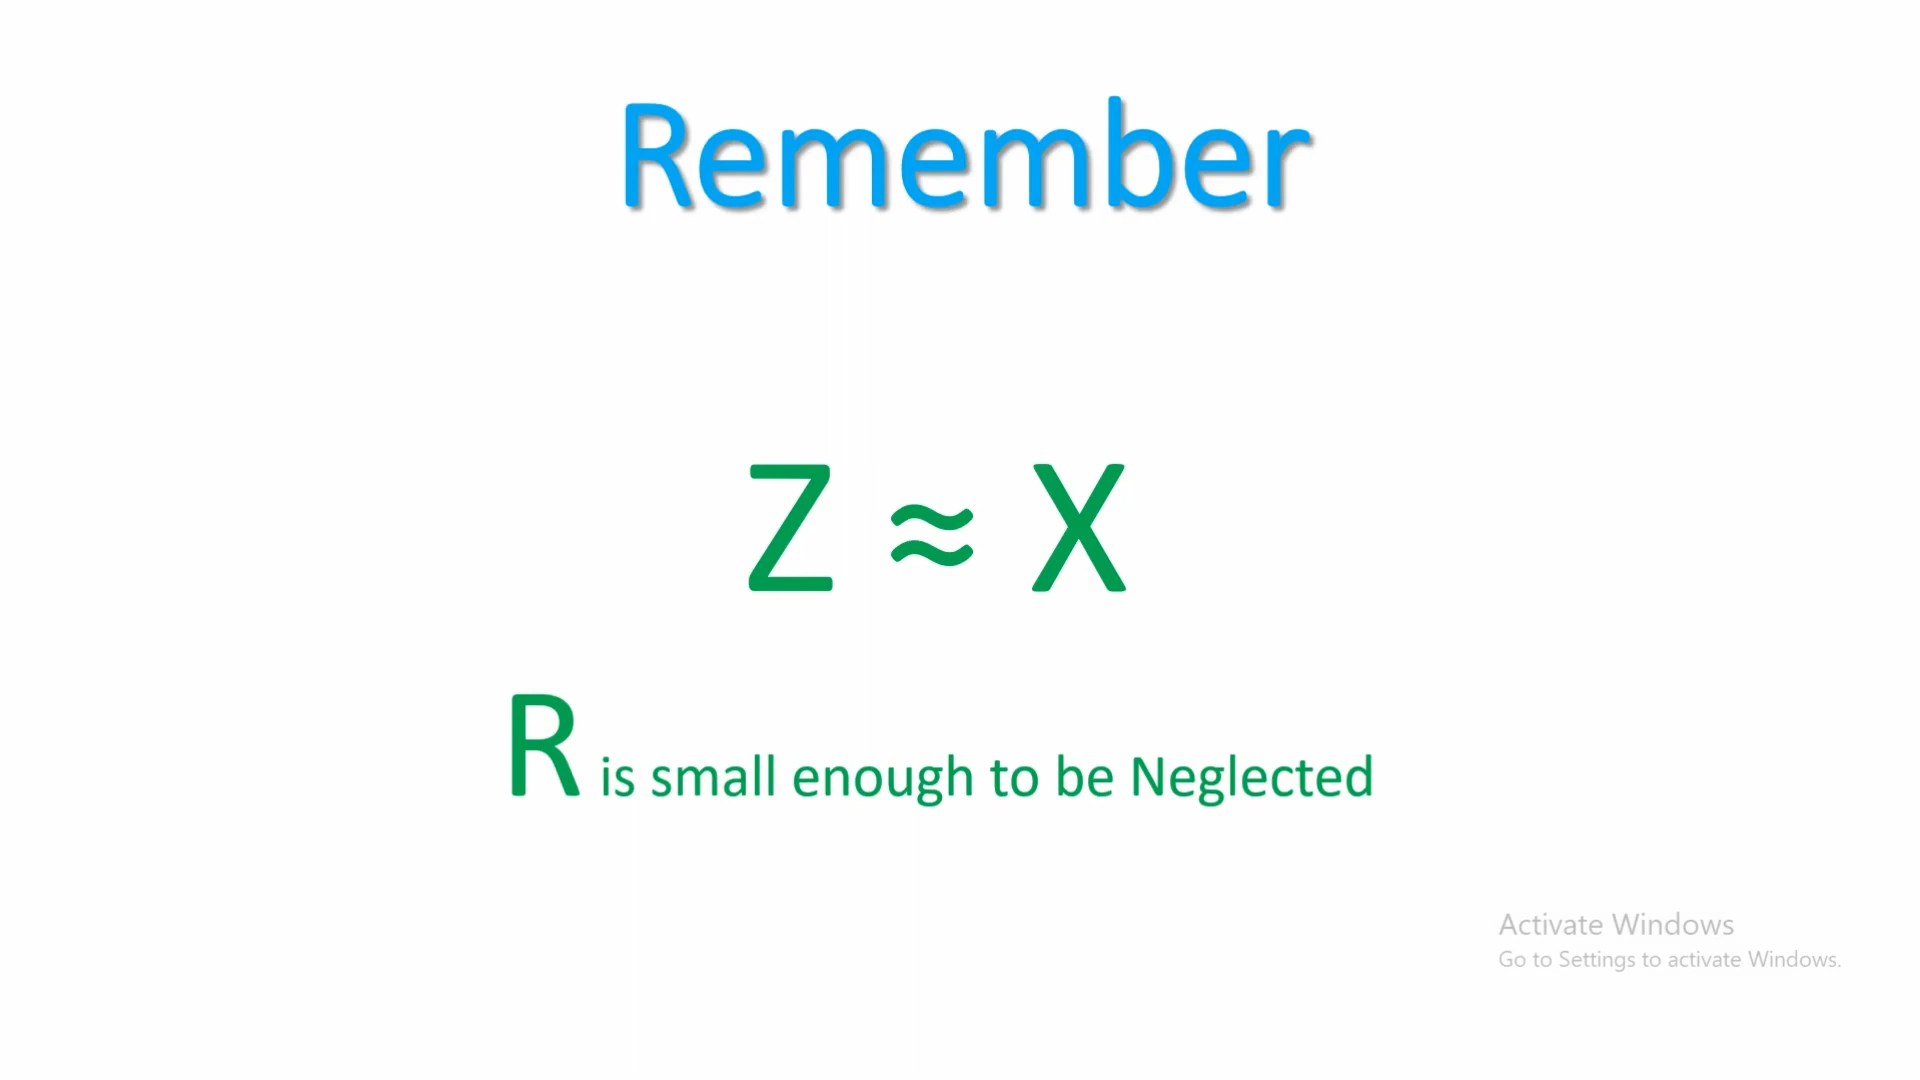 Remember
Z ≈ X
R is small enough to be Neglected
Activate Windows
Go to Settings to activate Windows.